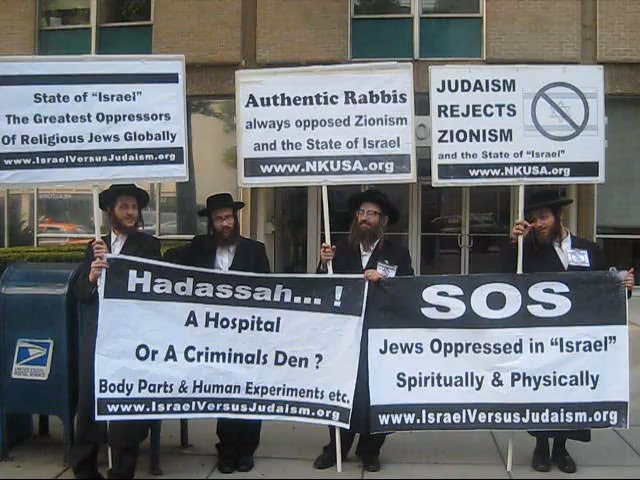 State of "Israel"
The Greatest Oppressors
Of Religious Jews Globally
www.IsraelVersusJudaism.org
Authentic Rabbis
always opposed Zionism
and the State of Israel
www.NKUSA.org
JUDAISM
REJECTS
ZIONISM
and the State of "Israel"
www.NKUSA.org
Hadassah... !
A Hospital
Or A Criminals Den ?
Body Parts & Human Experiments etc.
www.IsraelVersusJudaism.org
SOS
Jews Oppressed in "Israel"
Spiritually & Physically
www.IsraelVersusJudaism.org
UNITED STATES
POSTAL SERVICE